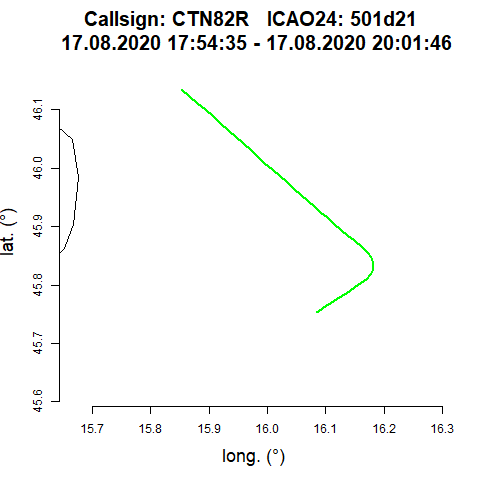 Callsign: CTN82R   ICAO24: 501d21
17.08.2020 17:54:35 - 17.08.2020 20:01:46
46.1
46.0
45.9
45.8
45.7
45.6
lat. (°)
15.7 15.8 15.9 16.0 16.1 16.2 16.3
long. (°)